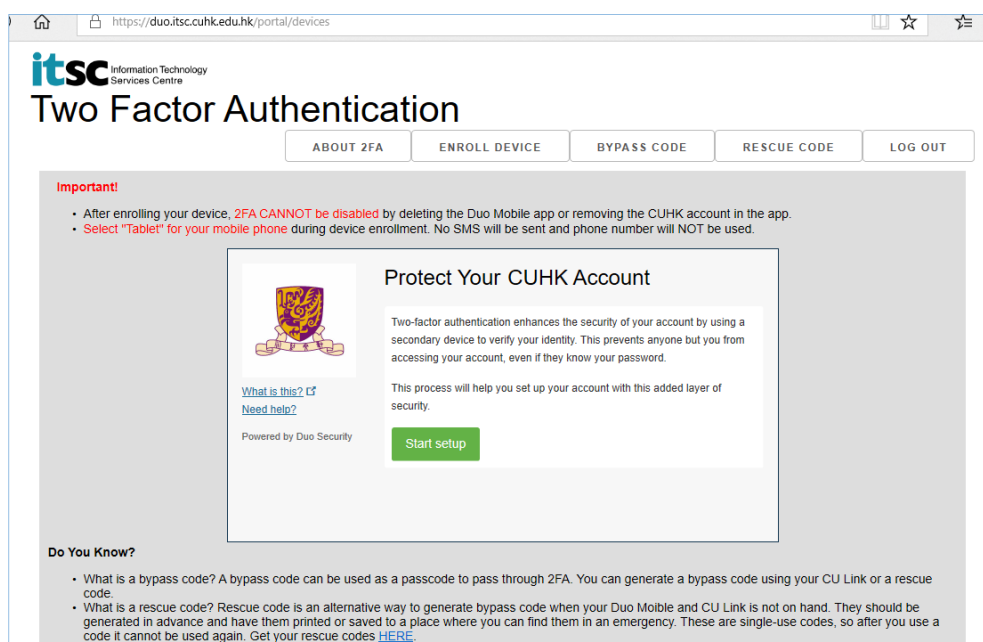 https://duo.itsc.cuhk.edu.hk/portal/devices
itsc Information Technology
Services Centre
Two Factor Authentication
ABOUT 2FA ENROLL DEVICE BYPASS CODE RESCUE CODE LOG OUT
Important!
• After enrolling your device, 2FA CANNOT be disabled by deleting the Duo Mobile app or removing the CUHK account in the app.
• Select "Tablet" for your mobile phone during device enrollment. No SMS will be sent and phone number will NOT be used.
Protect Your CUHK Account
Two-factor authentication enhances the security of your account by using a
secondary device to verify your identity. This prevents anyone but you from
accessing your account, even if they know your password.
This process will help you set up your account with this added layer of
security.
Start setup
What is this?
Need help?
Powered by Duo Security
Do You Know?
• What is a bypass code? A bypass code can be used as a passcode to pass through 2FA. You can generate a bypass code using your CU Link or a rescue
code.
• What is a rescue code? Rescue code is an alternative way to generate bypass code when your Duo Moible and CU Link is not on hand. They should be
generated in advance and have them printed or saved to a place where you can find them in an emergency. These are single-use codes, so after you use a
code it cannot be used again. Get your rescue codes HERE.